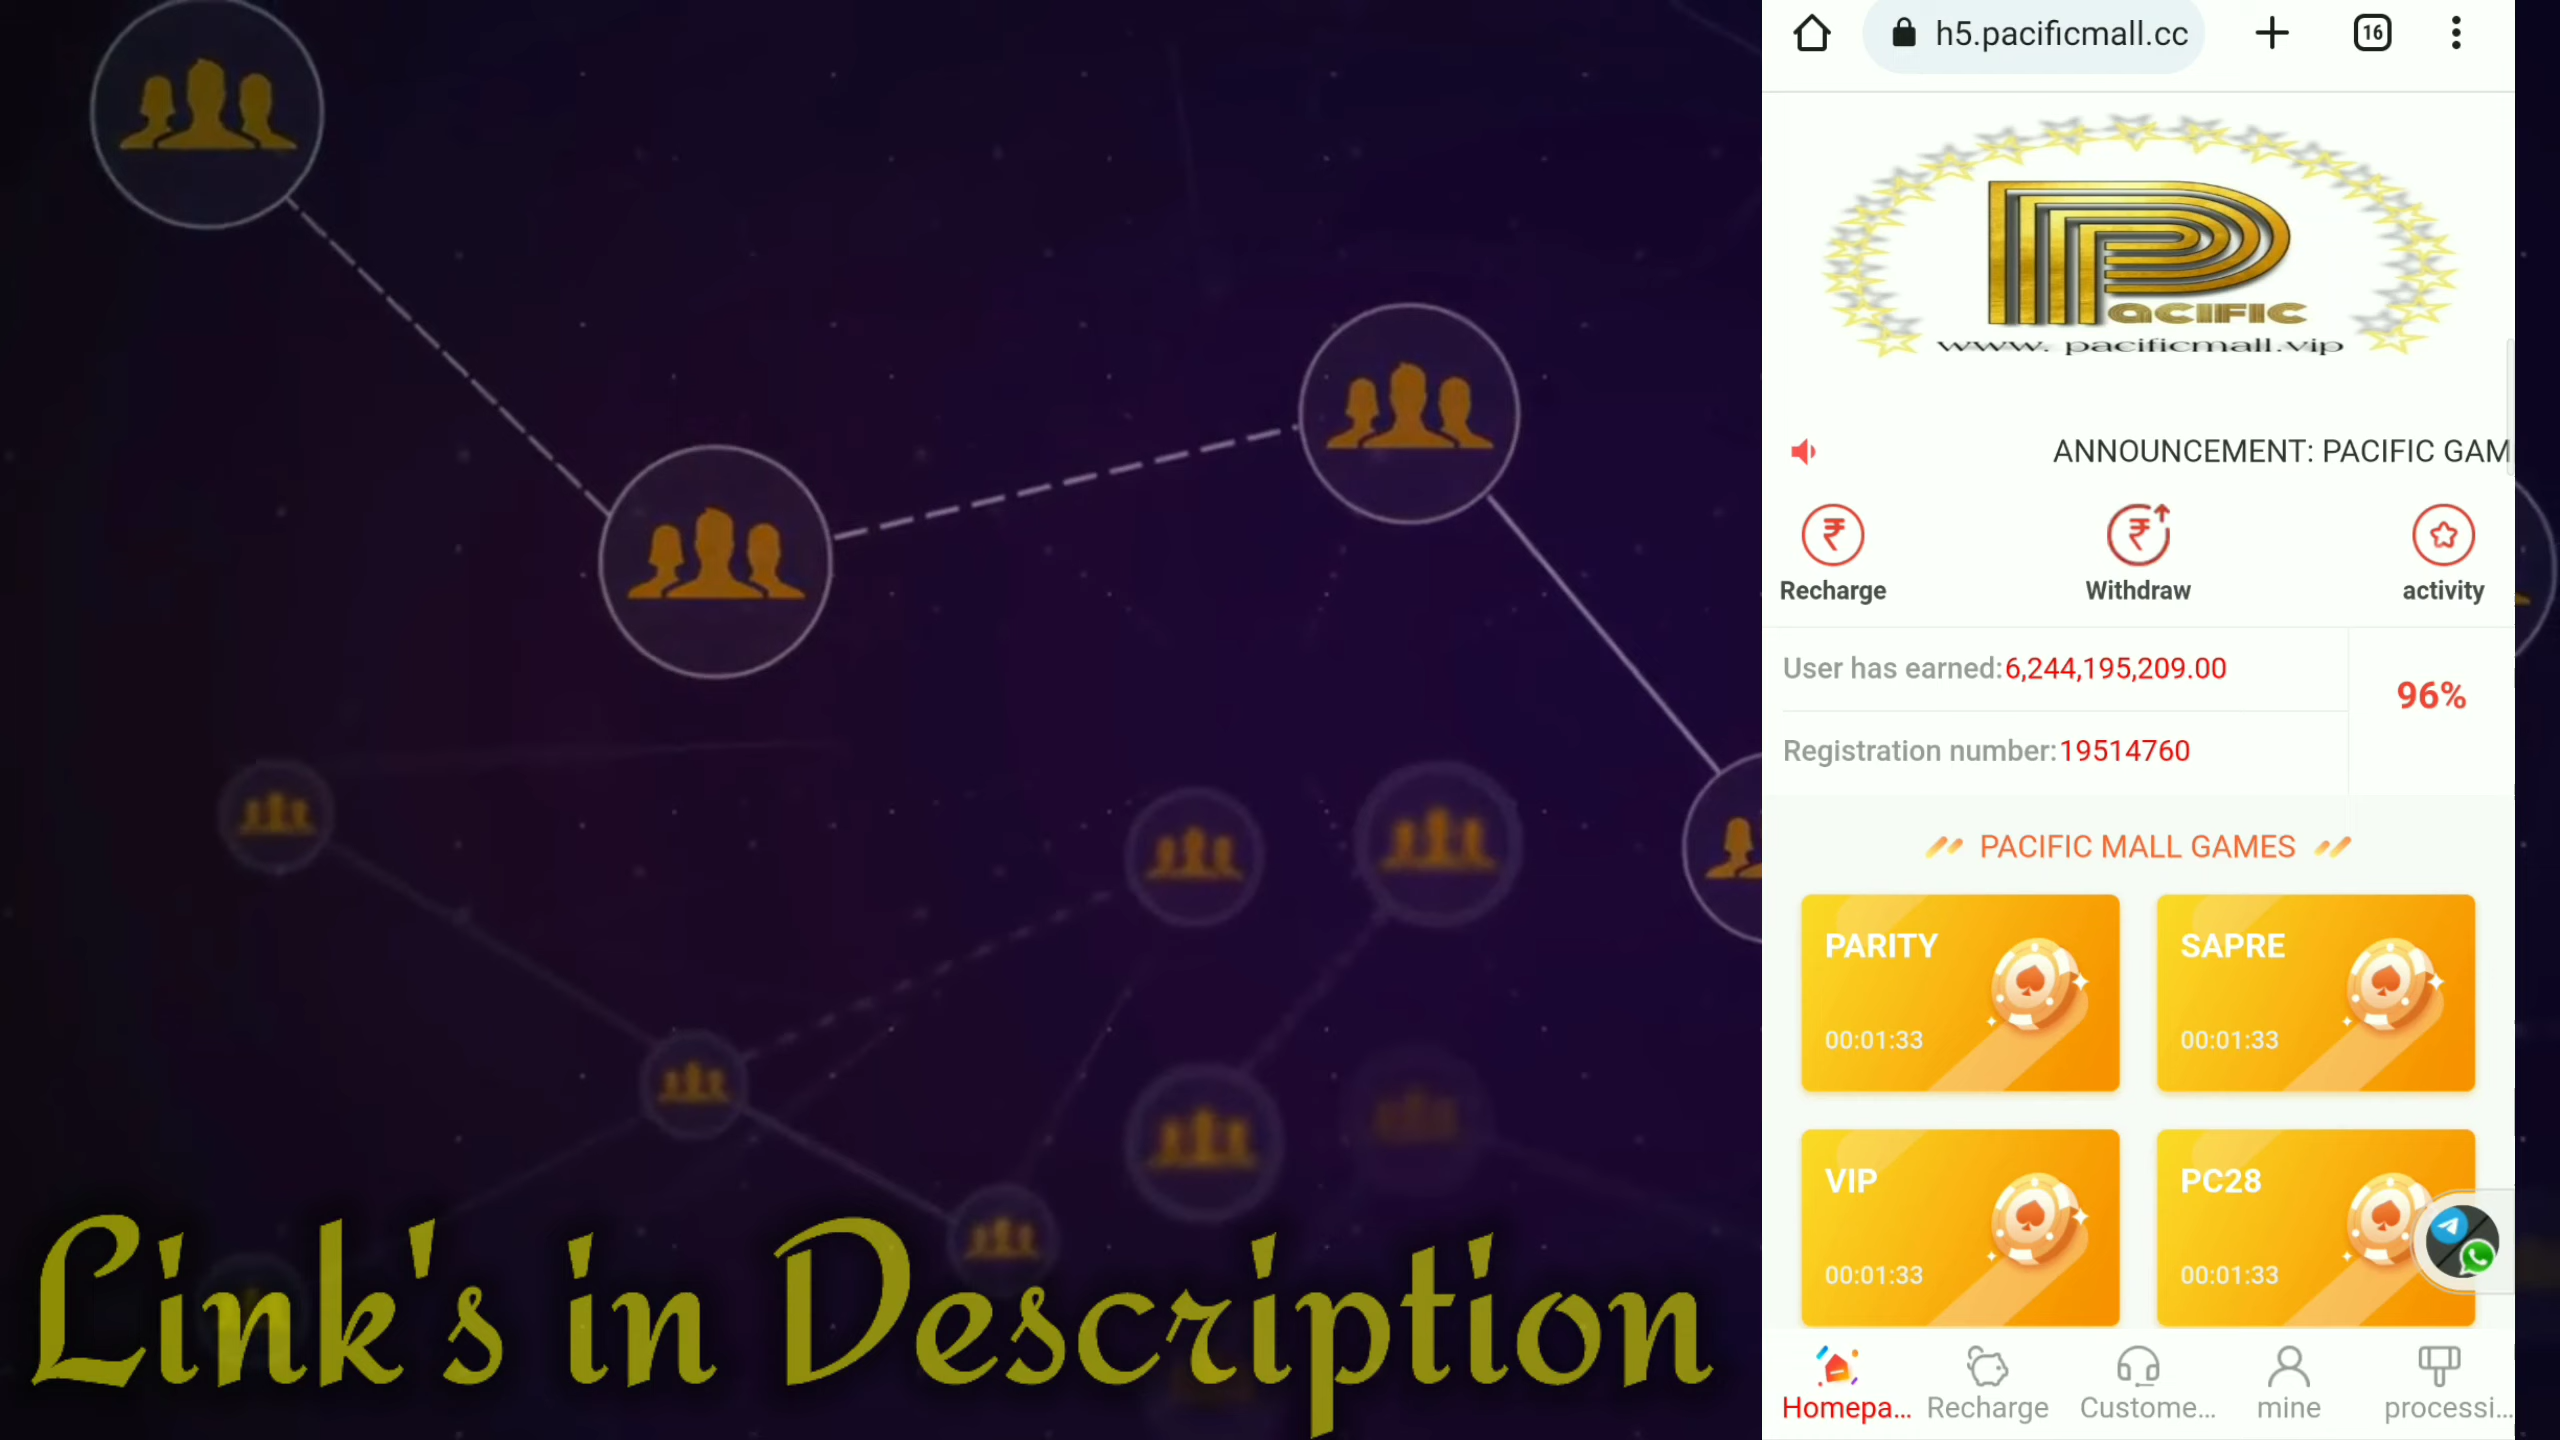 h5.pacificmall.cc
16
PACIFIC
www. pacificmall.vip
ANNOUNCEMENT: PACIFIC GAM
Recharge
Withdraw
activity
User has earned:6,244,195,209.00
96%
Registration number:19514760
PACIFIC MALL GAMES
PARITY
SAPRE
00:01:33
00:01:33
VIP
PC28
00:01:33
00:01:33
Link's in Description
Homepa...
Recharge
Custome...
mine
processi...